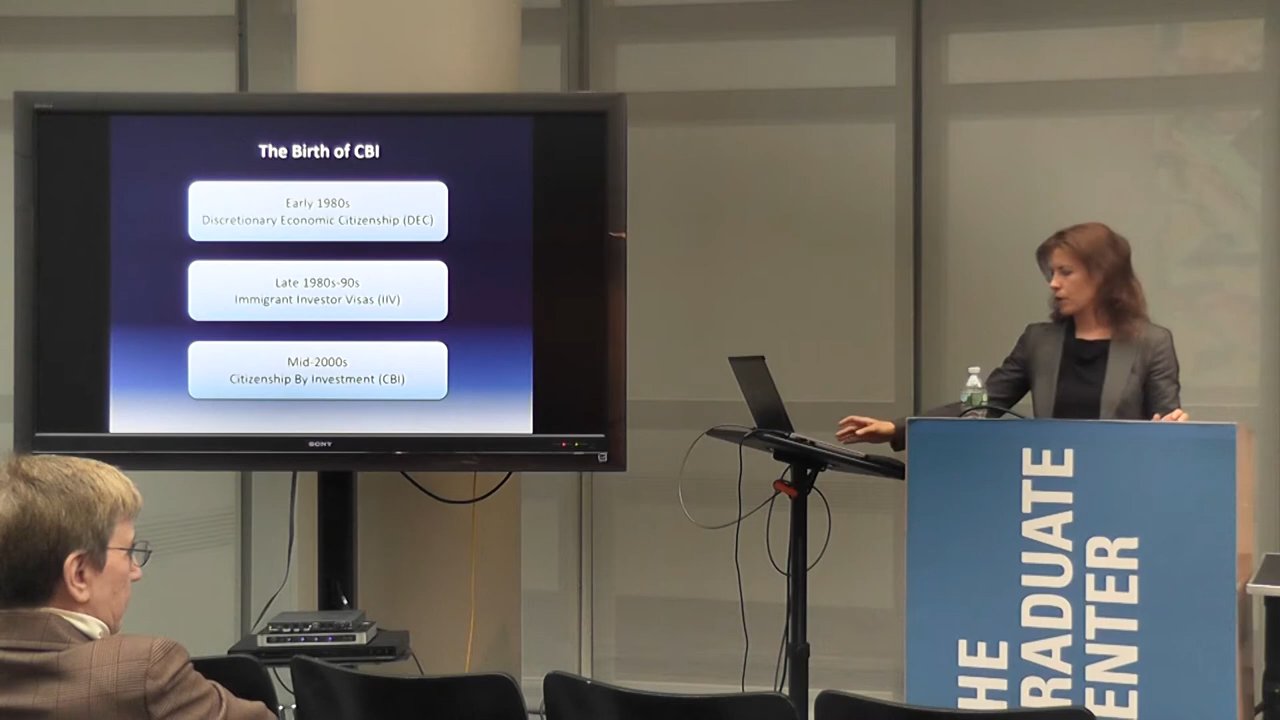 The Birth of CBI
Early 1980s
Discretionary Economic Citizenship (DEC)
Late 1980s-90s
Immigrant Investor Visas (IIV)
Mid-2000s
Citizenship By Investment (CBI)
SONY
HE
RADUATE
ENTER